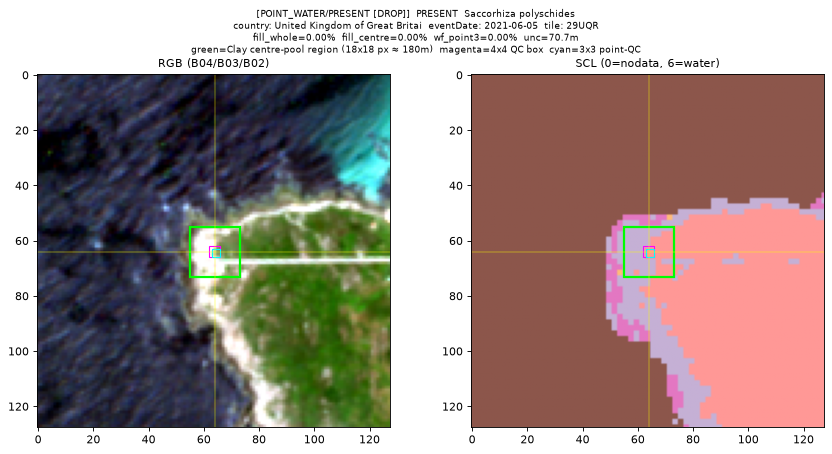 [POINT_WATER/PRESENT [DROP]]  PRESENT  Saccorhiza polyschides
country: United Kingdom of Great Britai  eventDate: 2021-06-05  tile: 29UQR
fill_whole=0.00%  fill_centre=0.00%  wf_point3=0.00%  unc=70.7m
green=Clay centre-pool region (18x18 px ≈ 180m)  magenta=4x4 QC box  cyan=3x3 point-QC
RGB (B04/B03/B02)
SCL (0=nodata, 6=water)
0
20
40
60
80
100
120
0 20 40 60 80 100 120
0
20
40
60
80
100
120
0 20 40 60 80 100 120